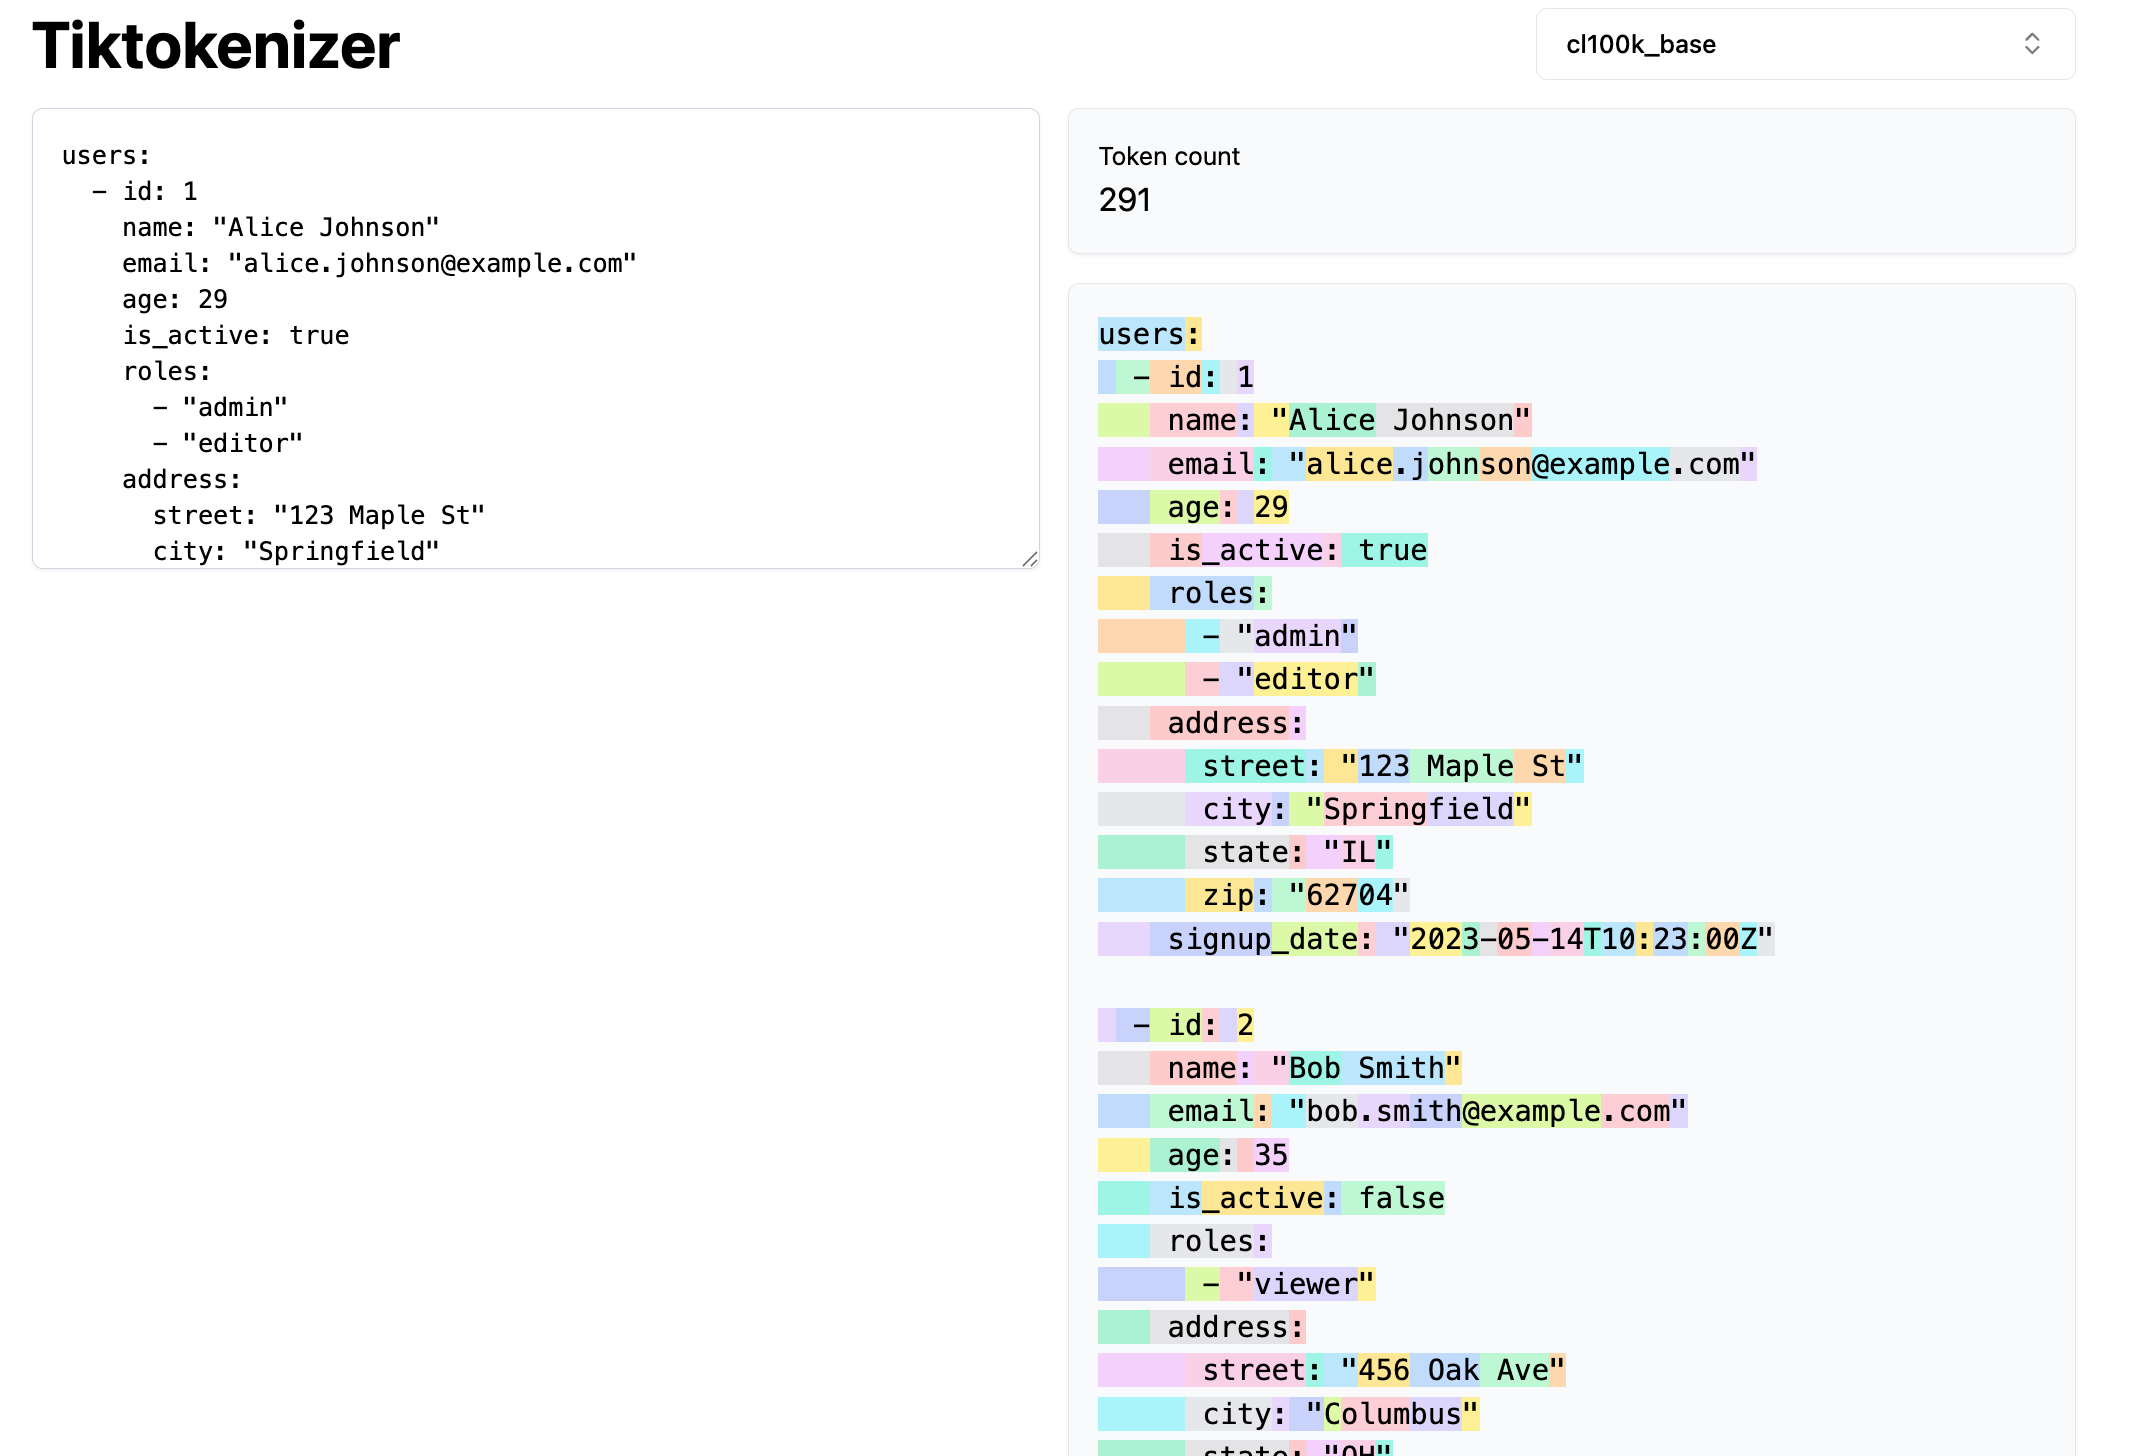 Tiktokenizer
cl100k_base
users:
  - id: 1
    name: "Alice Johnson"
    email: "alice.johnson@example.com"
    age: 29
    is_active: true
    roles:
      - "admin"
      - "editor"
    address:
      street: "123 Maple St"
      city: "Springfield"
Token count
291
users:
  - id: 1
    name: "Alice Johnson"
    email: "alice.johnson@example.com"
    age: 29
    is_active: true
    roles:
      - "admin"
      - "editor"
    address:
      street: "123 Maple St"
      city: "Springfield"
      state: "IL"
      zip: "62704"
    signup_date: "2023-05-14T10:23:00Z"
  - id: 2
    name: "Bob Smith"
    email: "bob.smith@example.com"
    age: 35
    is_active: false
    roles:
      - "viewer"
    address:
      street: "456 Oak Ave"
      city: "Columbus"
      state: "OH"